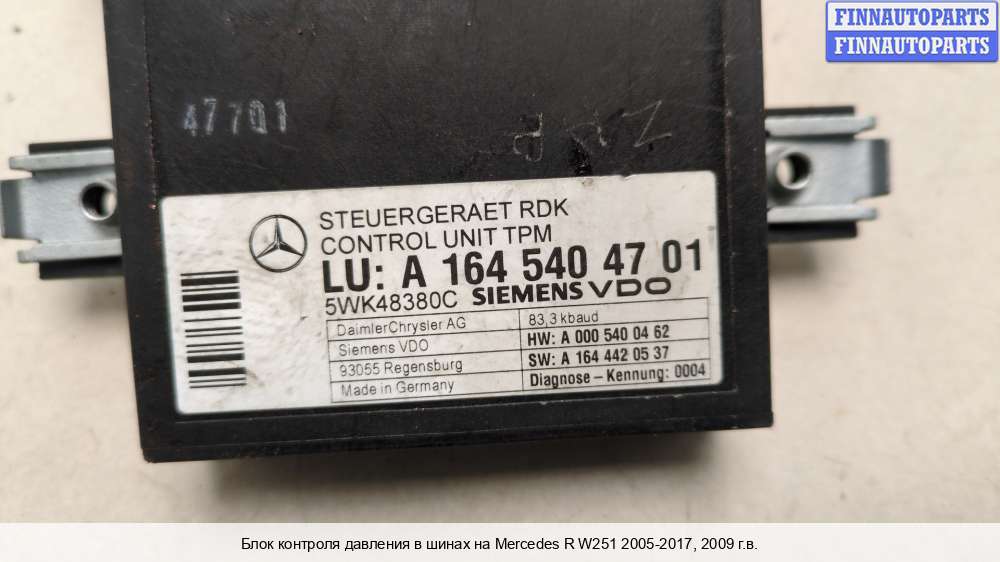 FINNAUTOPARTS
FINNAUTOPARTS
47701
STEUERGERAET RDK
CONTROL UNIT TPM
LU: A 164 540 47 01
5WK48380C SIEMENS VDO
DaimlerChrysler AG
Siemens VDO
93055 Regensburg
Made in Germany
83,3 kbaud
HW: A 000 540 04 62
SW: A 164 442 05 37
Diagnose – Kennung: 0004
Блок контроля давления в шинах на Mercedes R W251 2005-2017, 2009 г.в.